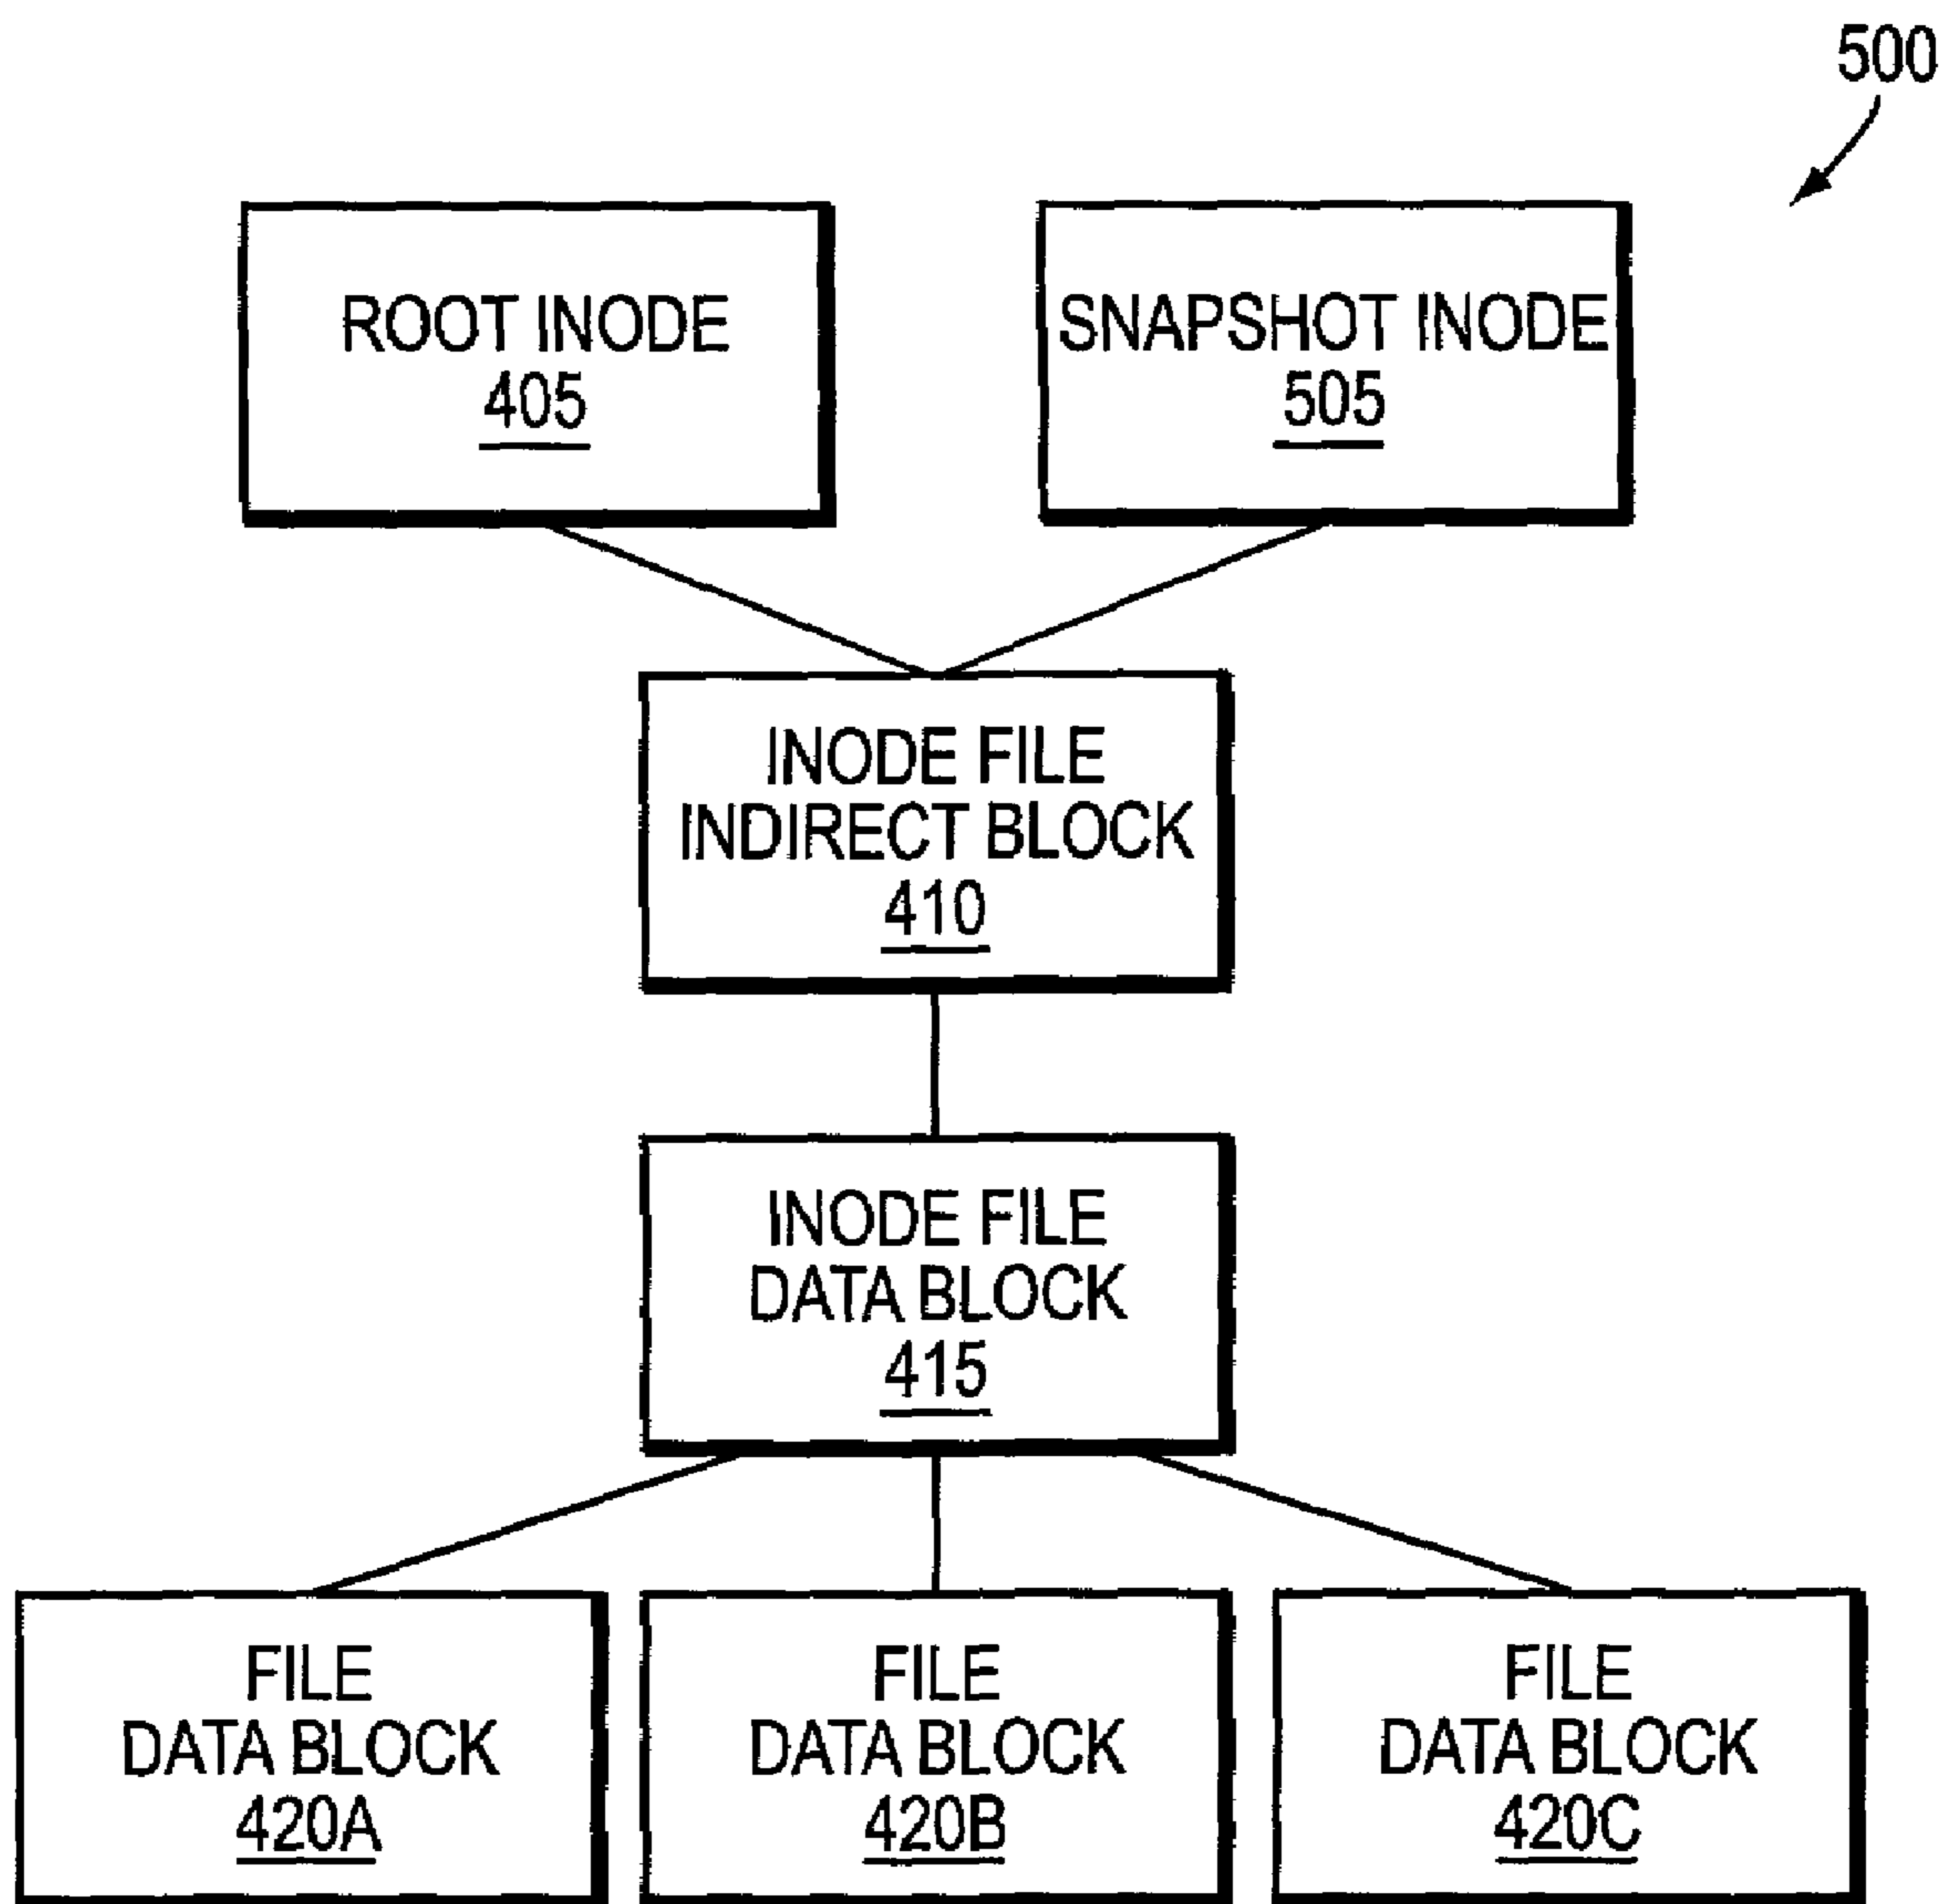 500
ROOT INODE
405
SNAPSHOT INODE
505
INODE FILE
INDIRECT BLOCK
410
INODE FILE
DATA BLOCK
415
FILE
DATA BLOCK
420A
FILE
DATA BLOCK
420B
FILE
DATA BLOCK
420C